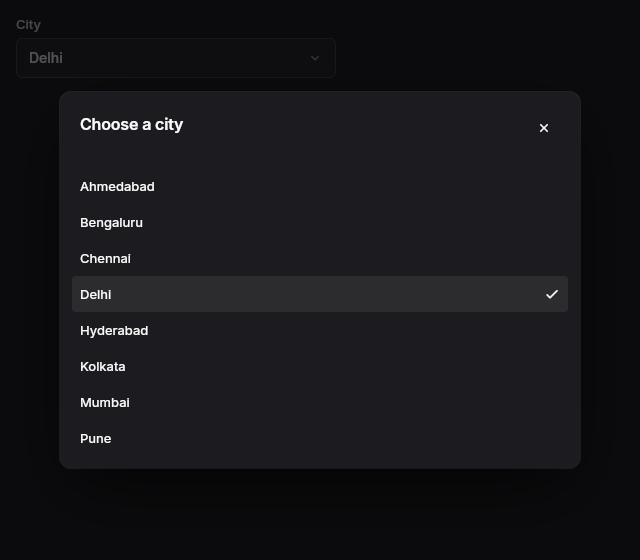 City
Delhi
Choose a city
Ahmedabad
Bengaluru
Chennai
Delhi
Hyderabad
Kolkata
Mumbai
Pune